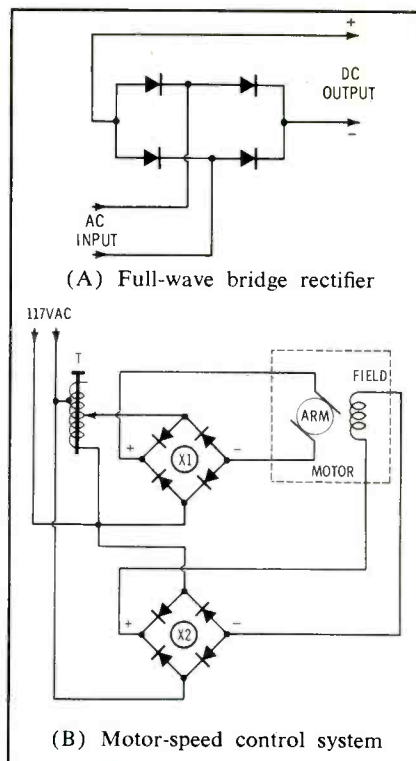 +
DC
OUTPUT
−
AC
INPUT
(A) Full-wave bridge rectifier
117VAC
T
FIELD
+
X1
−
ARM
MOTOR
+
X2
−
(B) Motor-speed control system